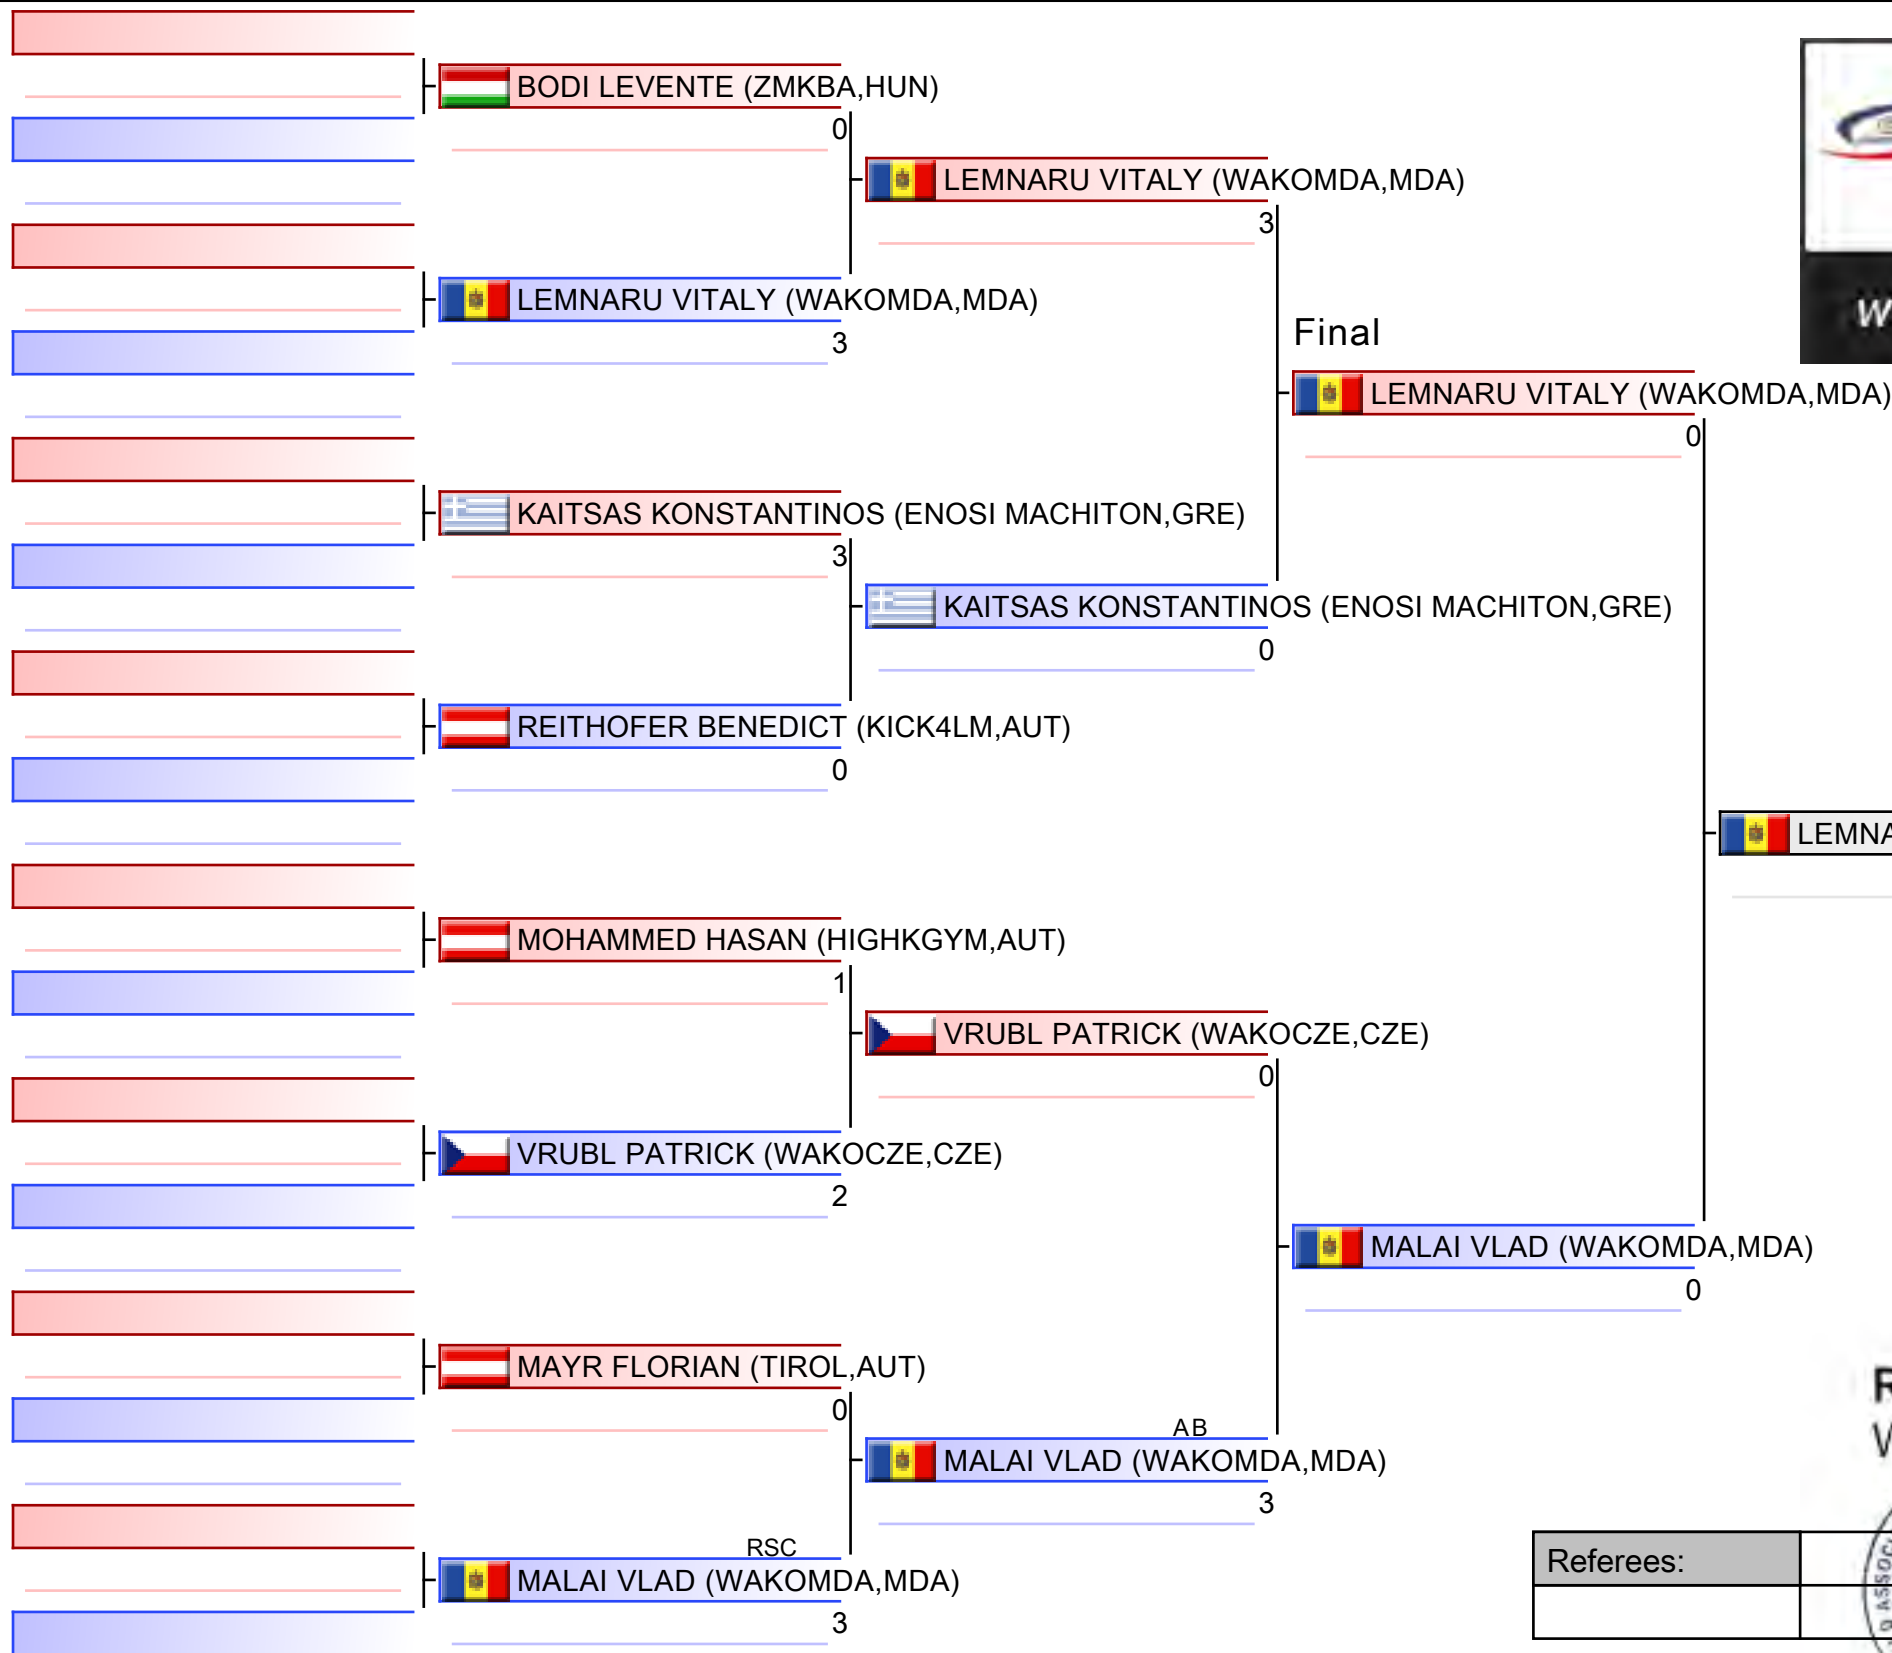 BODI LEVENTE (ZMKBA,HUN)
0
LEMNARU VITALY (WAKOMDA,MDA)
3
LEMNARU VITALY (WAKOMDA,MDA)
3
Final
LEMNARU VITALY (WAKOMDA,MDA)
0
KAITSAS KONSTANTINOS (ENOSI MACHITON,GRE)
3
KAITSAS KONSTANTINOS (ENOSI MACHITON,GRE)
0
REITHOFER BENEDICT (KICK4LM,AUT)
0
LEMNA
MOHAMMED HASAN (HIGHKGYM,AUT)
1
VRUBL PATRICK (WAKOCZE,CZE)
0
VRUBL PATRICK (WAKOCZE,CZE)
2
MALAI VLAD (WAKOMDA,MDA)
0
MAYR FLORIAN (TIROL,AUT)
0
AB
MALAI VLAD (WAKOMDA,MDA)
3
RSC
MALAI VLAD (WAKOMDA,MDA)
3
Referees: